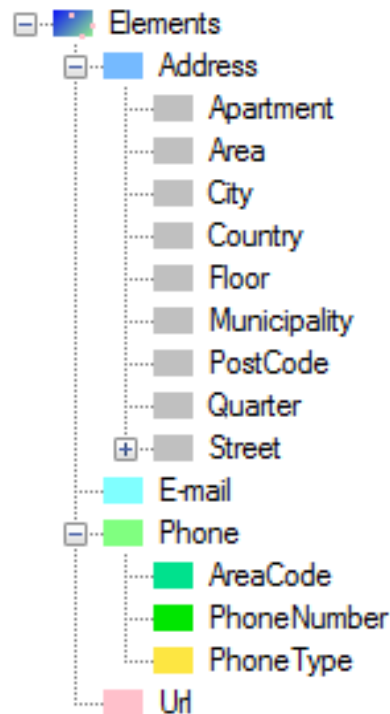 Elements
Address
Apartment
Area
City
Country
Floor
Municipality
PostCode
Quarter
Street
E-mail
Phone
AreaCode
PhoneNumber
PhoneType
Url